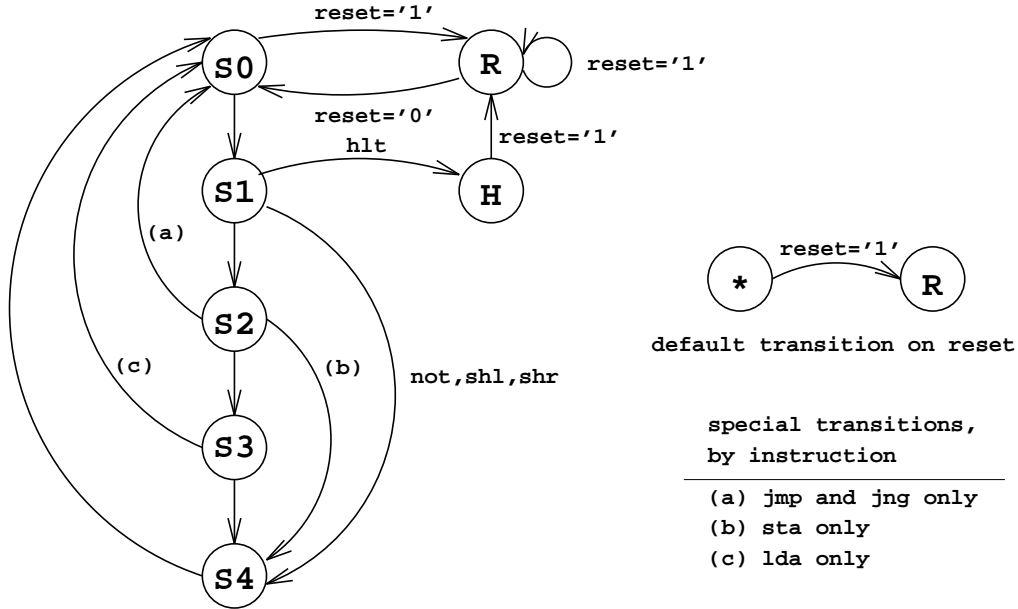 reset='1'
S0
R
reset='1'
reset='0'
reset='1'
hlt
S1
H
(a)
reset='1'
*
R
default transition on reset
S2
(c)
(b)
not,shl,shr
S3
S4
special transitions,
by instruction
(a) jmp and jng only
(b) sta only
(c) lda only